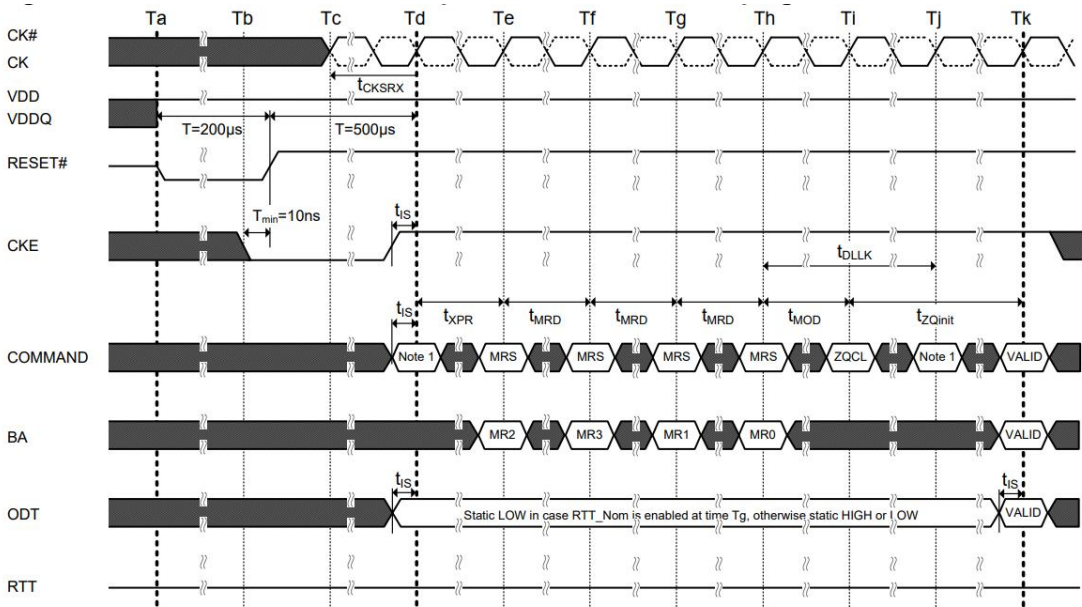 Ta Tb Tc Td Te Tf Tg Th Ti Tj Tk
CK#
CK
tCKSRX
VDD
VDDQ
T=200µs T=500µs
RESET#
Tmin=10ns tIS
CKE
tDLLK
tIS tXPR tMRD tMRD tMRD tMOD tZQinit
COMMAND Note 1 MRS MRS MRS MRS ZQCL Note 1 VALID
BA MR2 MR3 MR1 MR0 VALID
tIS tIS
ODT Static LOW in case RTT_Nom is enabled at time Tg, otherwise static HIGH or LOW VALID
RTT